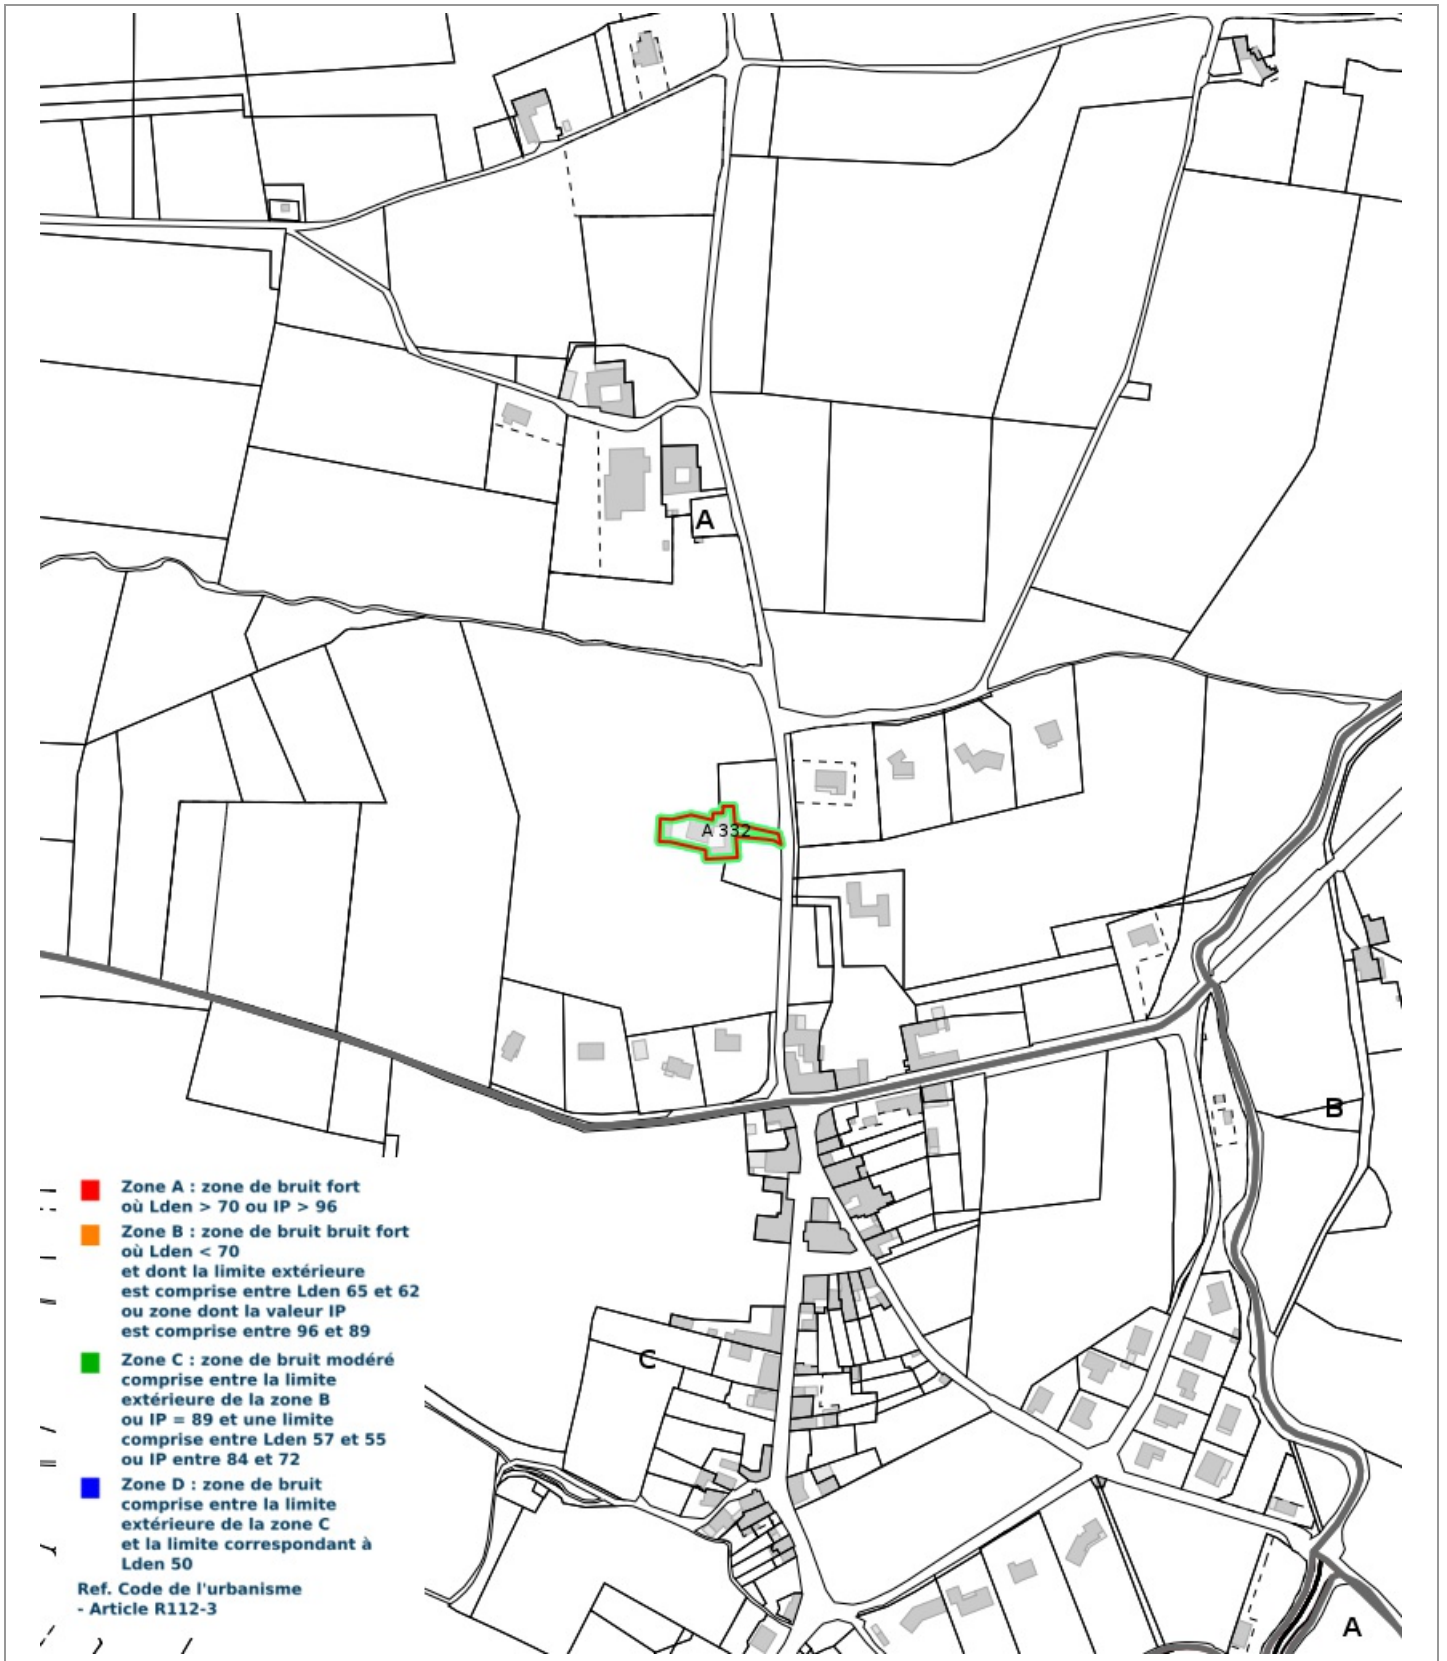 A
A 332
B
C
Zone A : zone de bruit fort
où Lden > 70 ou IP > 96
Zone B : zone de bruit bruit fort
où Lden < 70
et dont la limite extérieure
est comprise entre Lden 65 et 62
ou zone dont la valeur IP
est comprise entre 96 et 89
Zone C : zone de bruit modéré
comprise entre la limite
extérieure de la zone B
ou IP = 89 et une limite
comprise entre Lden 57 et 55
ou IP entre 84 et 72
Zone D : zone de bruit
comprise entre la limite
extérieure de la zone C
et la limite correspondant à
Lden 50
Ref. Code de l'urbanisme
- Article R112-3
A